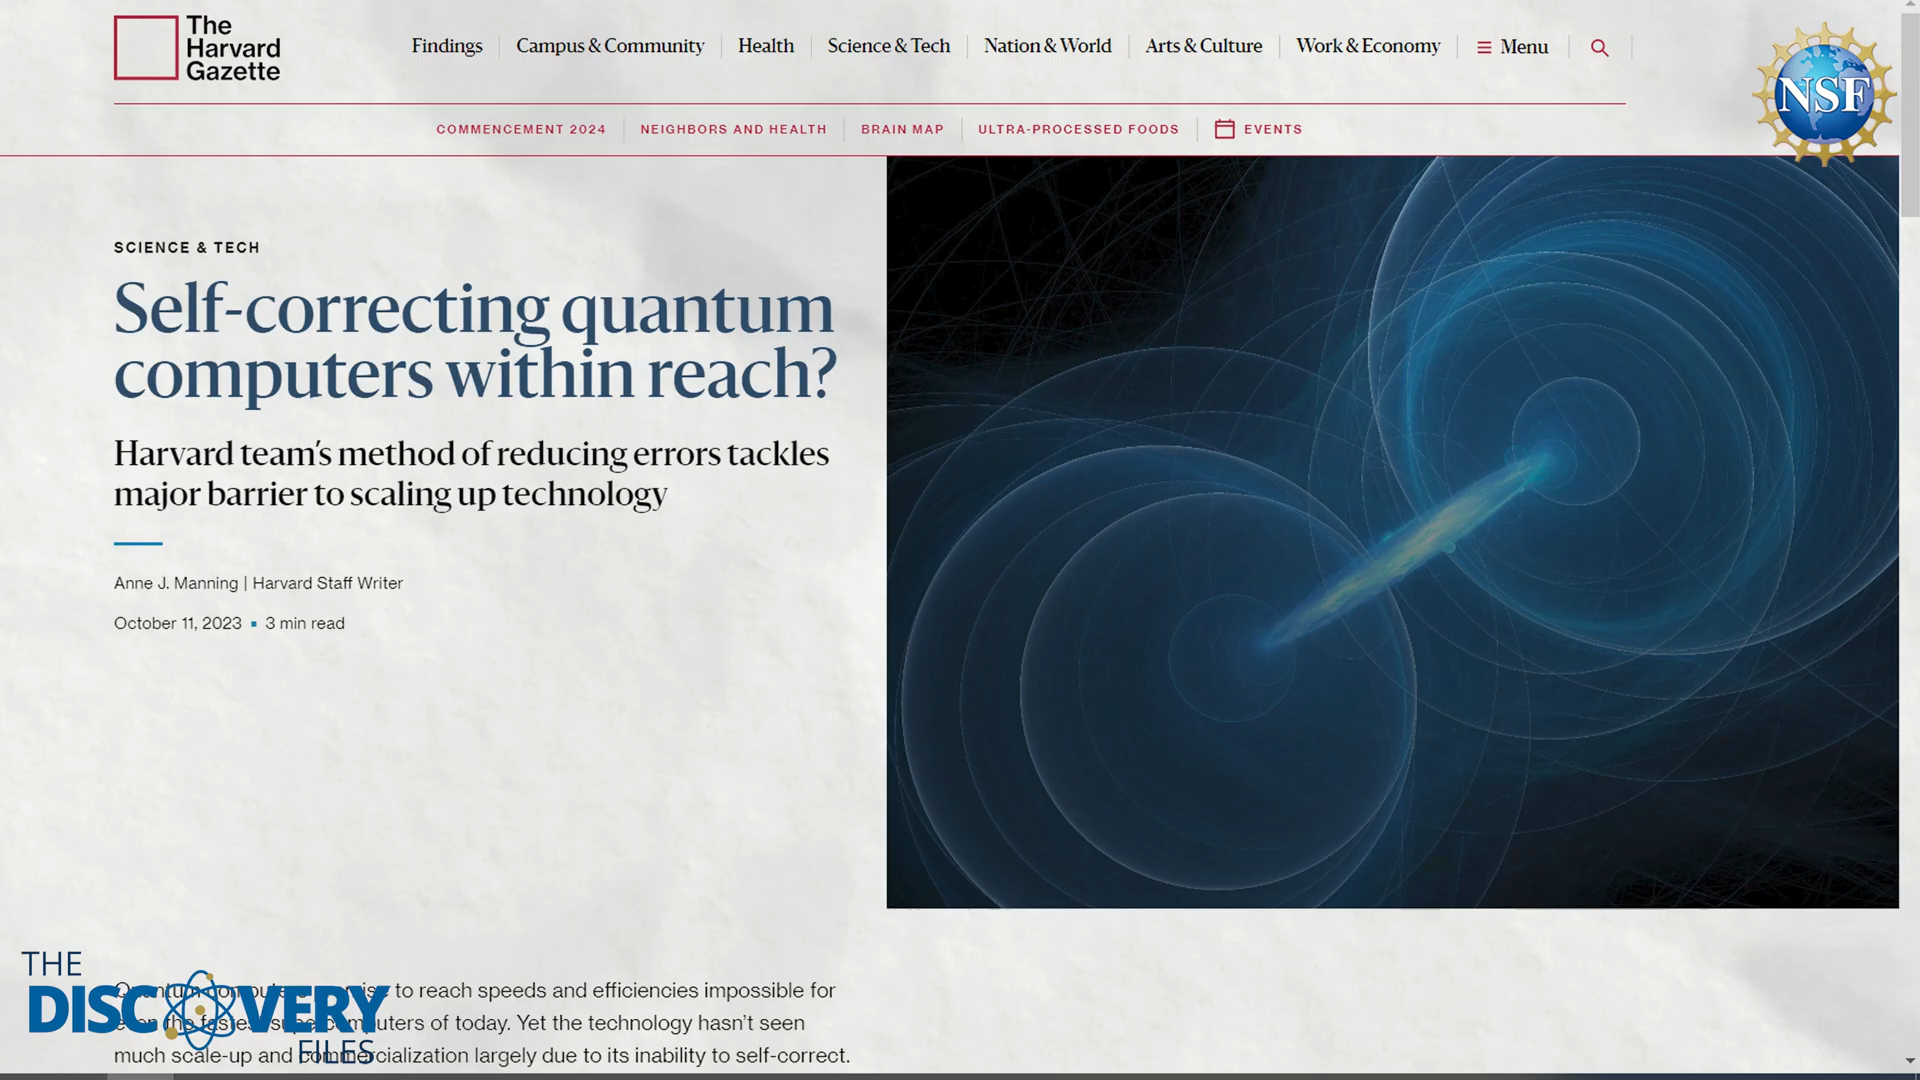 The
Harvard
Gazette
Findings
Campus & Community
Health
Science & Tech
Nation & World
Arts & Culture
Work & Economy
Menu
NSF
COMMENCEMENT 2024
NEIGHBORS AND HEALTH
BRAIN MAP
ULTRA-PROCESSED FOODS
EVENTS
SCIENCE & TECH
Self-correcting quantum
computers within reach?
Harvard team's method of reducing errors tackles
major barrier to scaling up technology
Anne J. Manning | Harvard Staff Writer
October 11, 2023 ▪ 3 min read
to reach speeds and efficiencies impossible for
of today. Yet the technology hasn't seen
much scale-up and commercialization largely due to its inability to self-correct.
THE
DISCOVERY
FILES